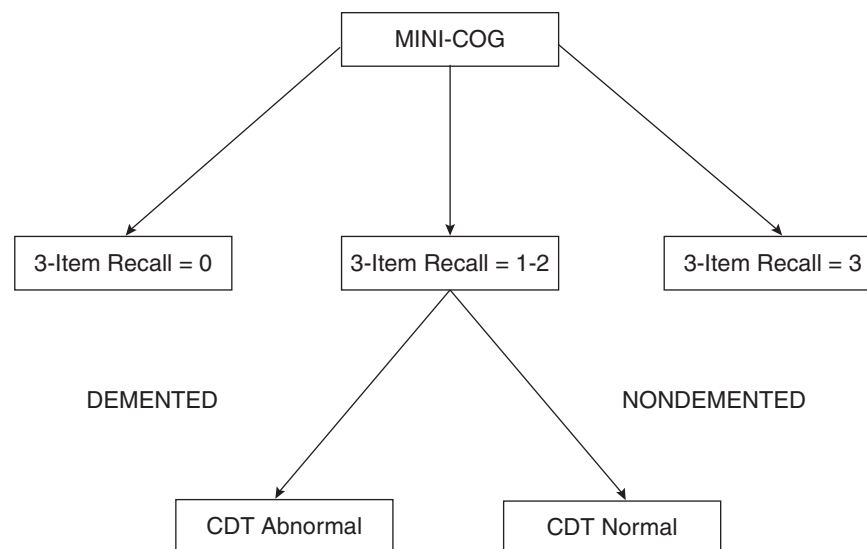 MINI-COG
3-Item Recall = 0
3-Item Recall = 1-2
3-Item Recall = 3
DEMENTED
NONDEMENTED
CDT Abnormal
CDT Normal